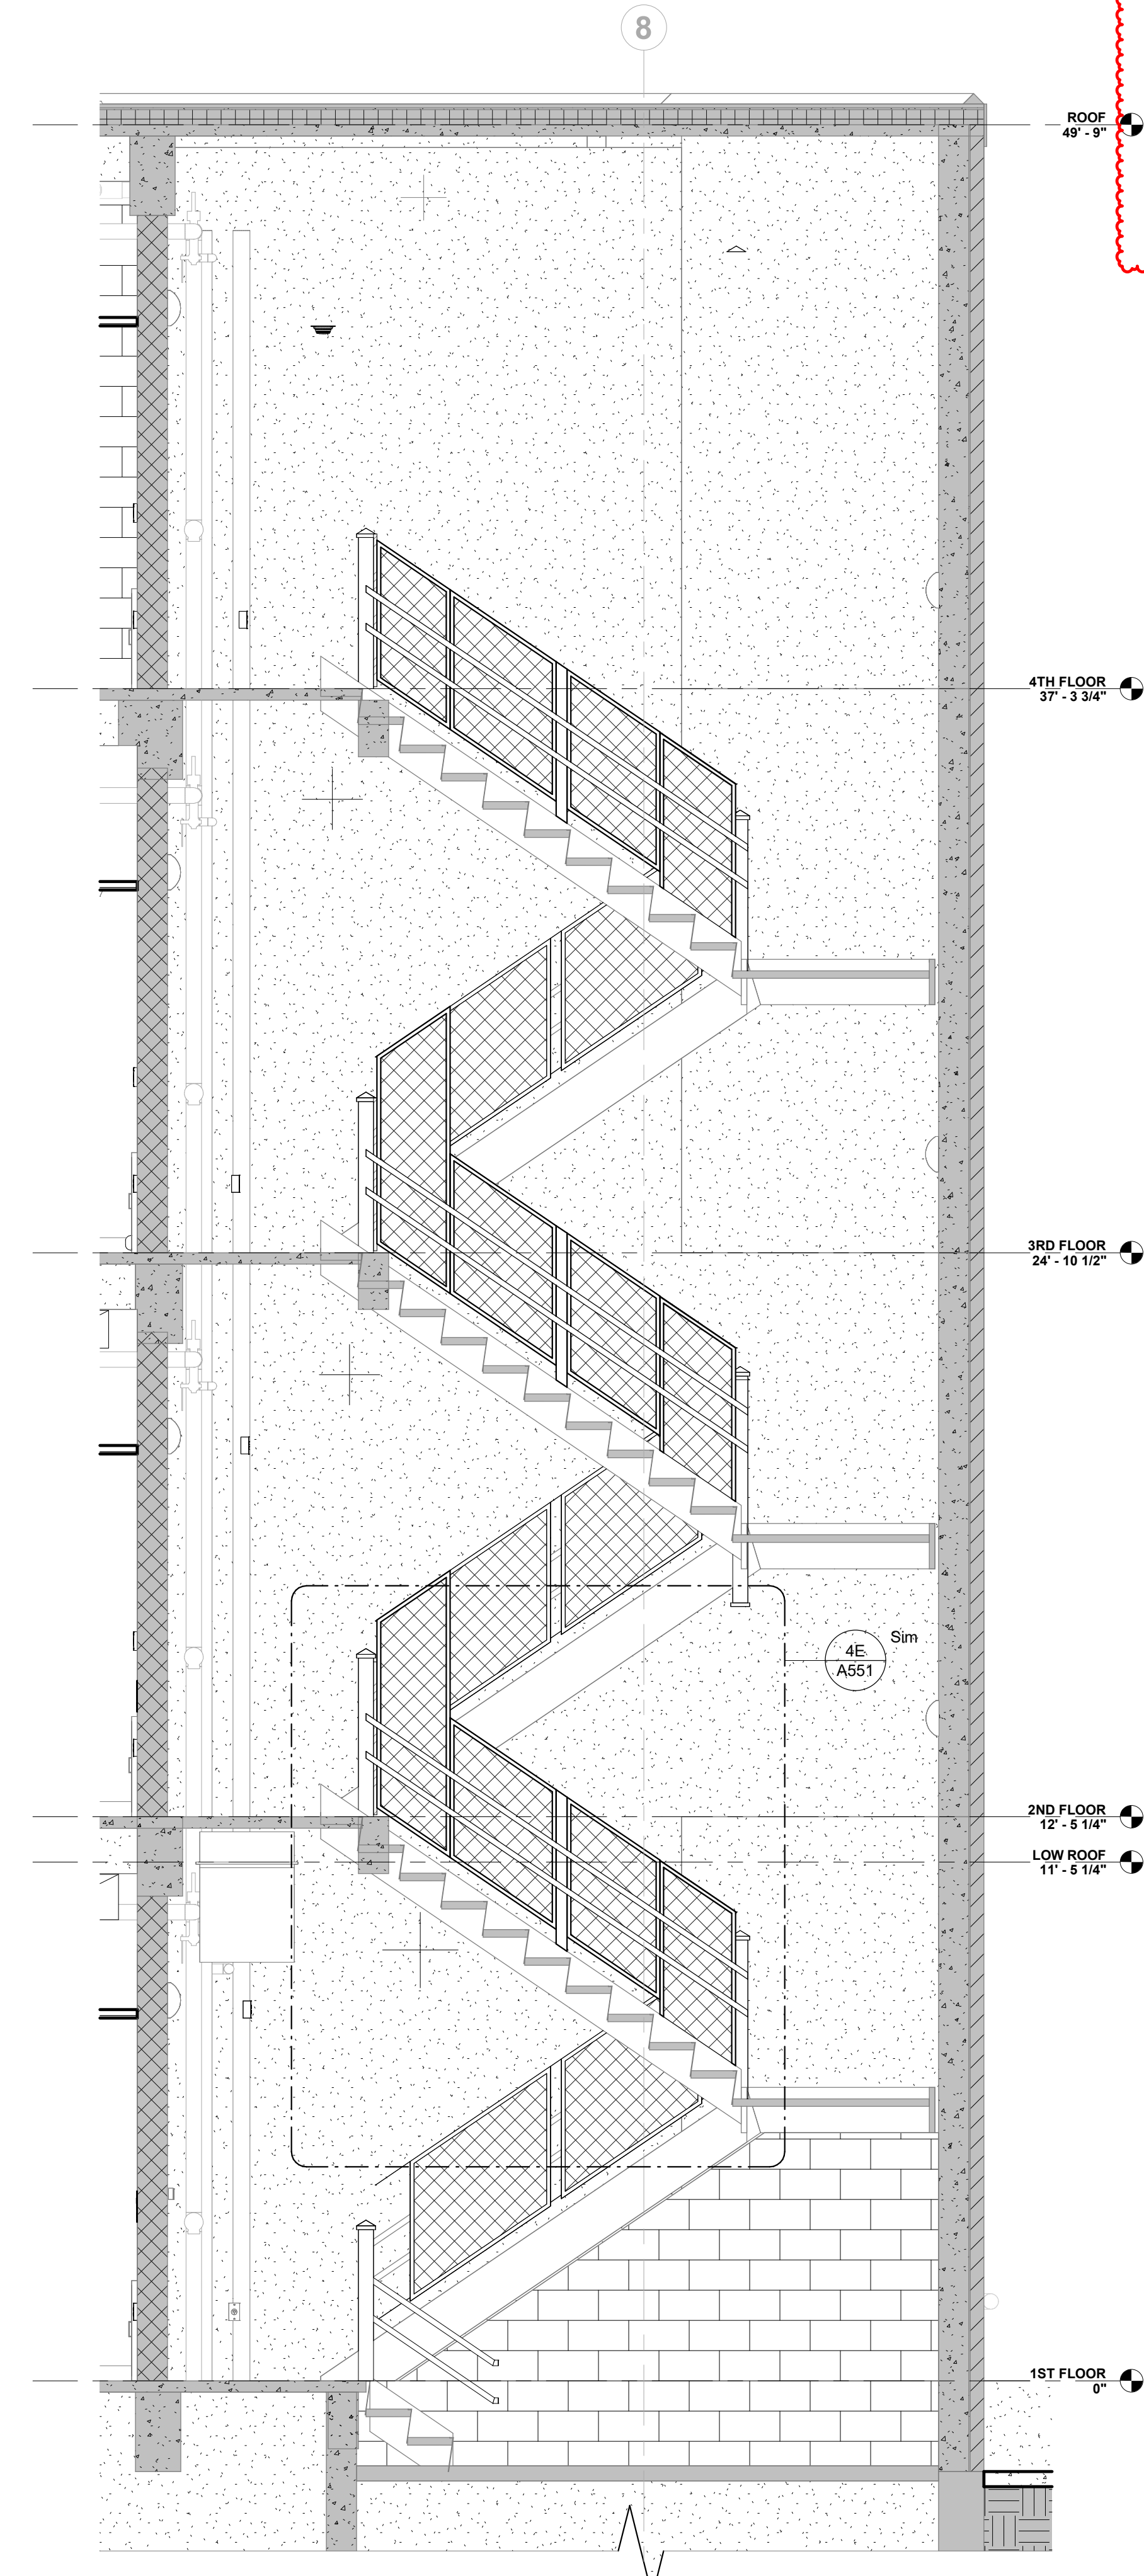 8
ROOF
49' - 9"
4TH FLOOR
37' - 3 3/4"
3RD FLOOR
24' - 10 1/2"
Sim
4E
A551
2ND FLOOR
12' - 5 1/4"
LOW ROOF
11' - 5 1/4"
1ST FLOOR
0"